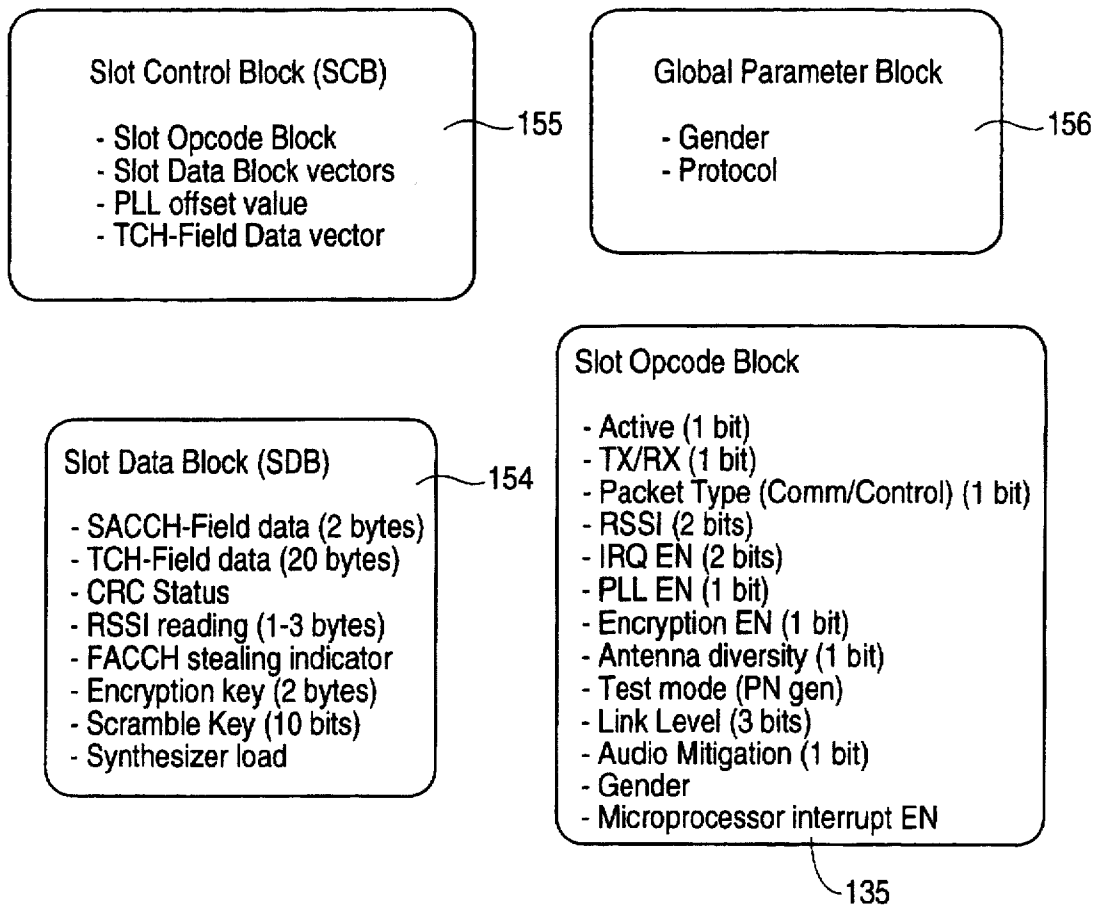 Slot Control Block (SCB)
- Slot Opcode Block
- Slot Data Block vectors
- PLL offset value
- TCH-Field Data vector
155
Global Parameter Block
- Gender
- Protocol
156
Slot Data Block (SDB)
- SACCH-Field data (2 bytes)
- TCH-Field data (20 bytes)
- CRC Status
- RSSI reading (1-3 bytes)
- FACCH stealing indicator
- Encryption key (2 bytes)
- Scramble Key (10 bits)
- Synthesizer load
154
Slot Opcode Block
- Active (1 bit)
- TX/RX (1 bit)
- Packet Type (Comm/Control) (1 bit)
- RSSI (2 bits)
- IRQ EN (2 bits)
- PLL EN (1 bit)
- Encryption EN (1 bit)
- Antenna diversity (1 bit)
- Test mode (PN gen)
- Link Level (3 bits)
- Audio Mitigation (1 bit)
- Gender
- Microprocessor interrupt EN
135